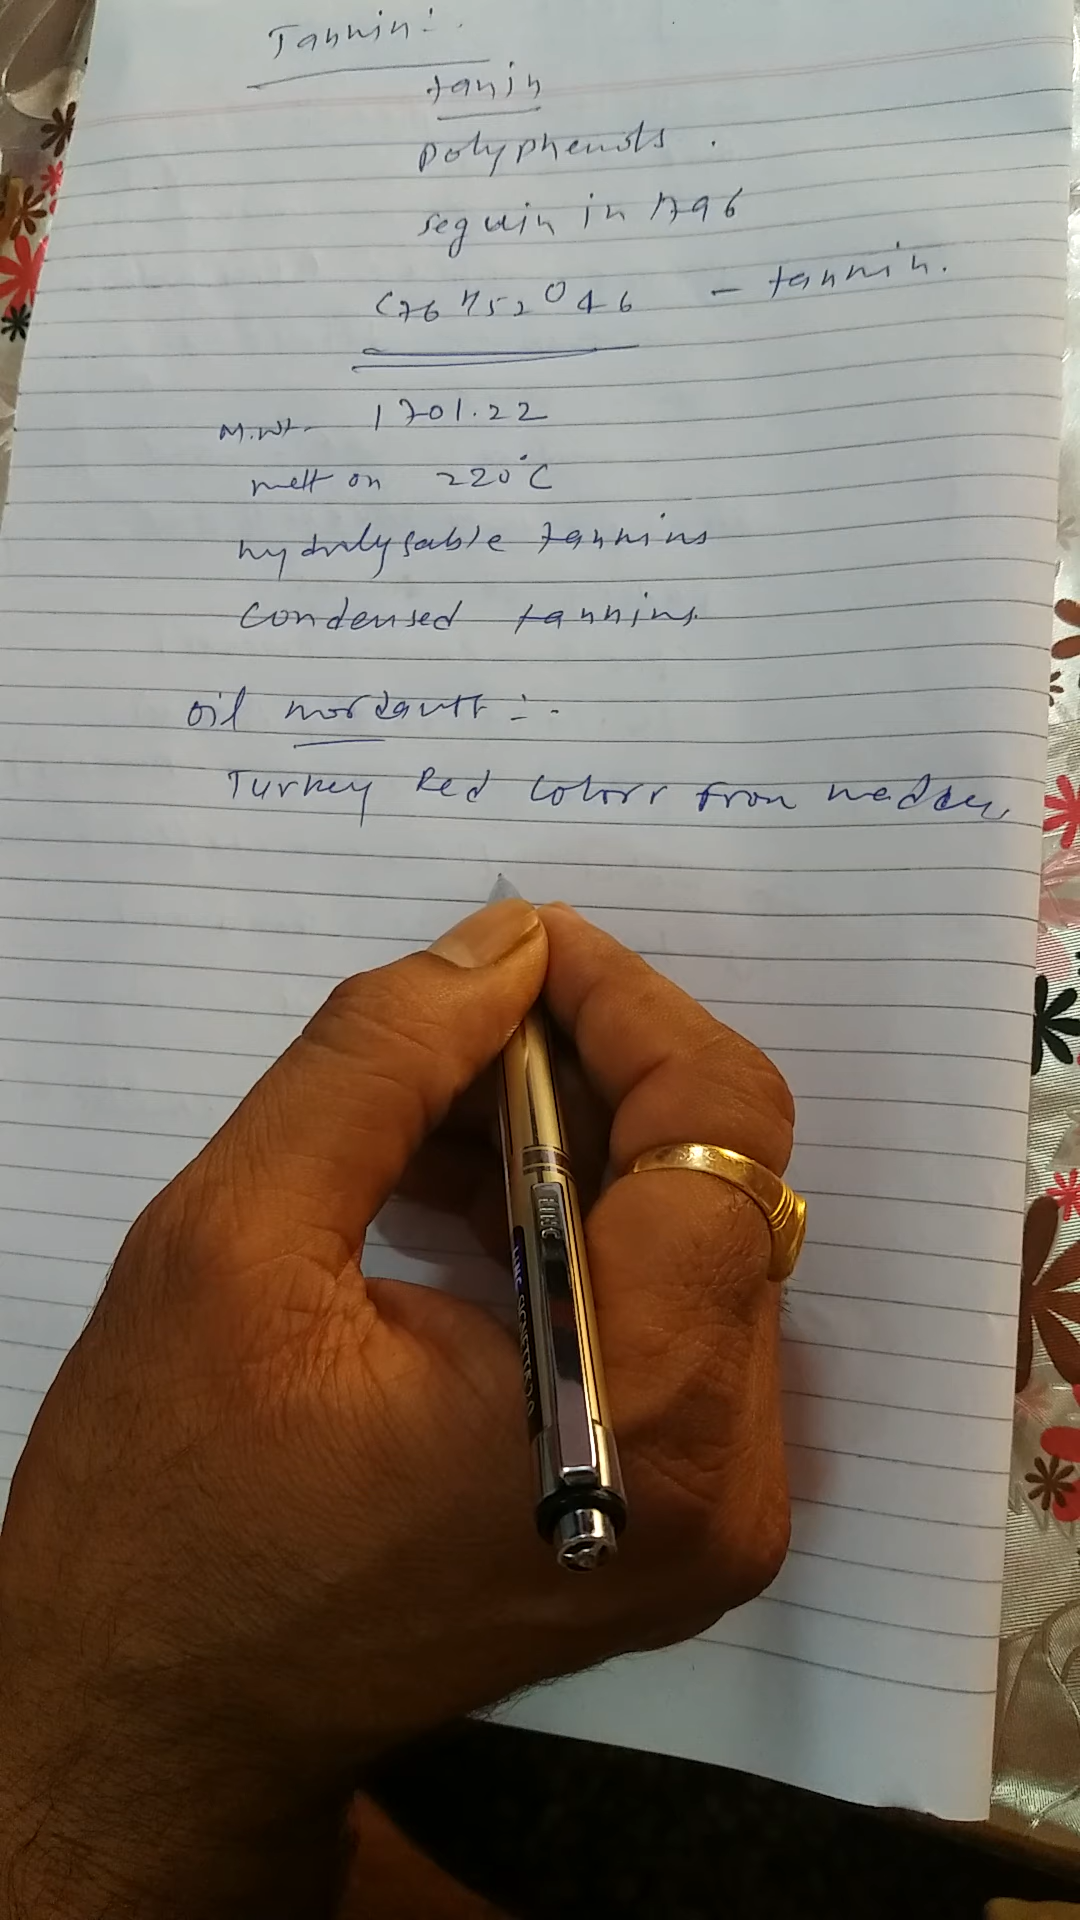 Tannin:-
tanin
polyphenols.
seguin in 1796
C76H52O46 - tannin.
M.wt. 1701.22
melt on 220°C
hydrolysable tannins
Condensed tannins.
oil mordants :-
Turkey Red colour from madder